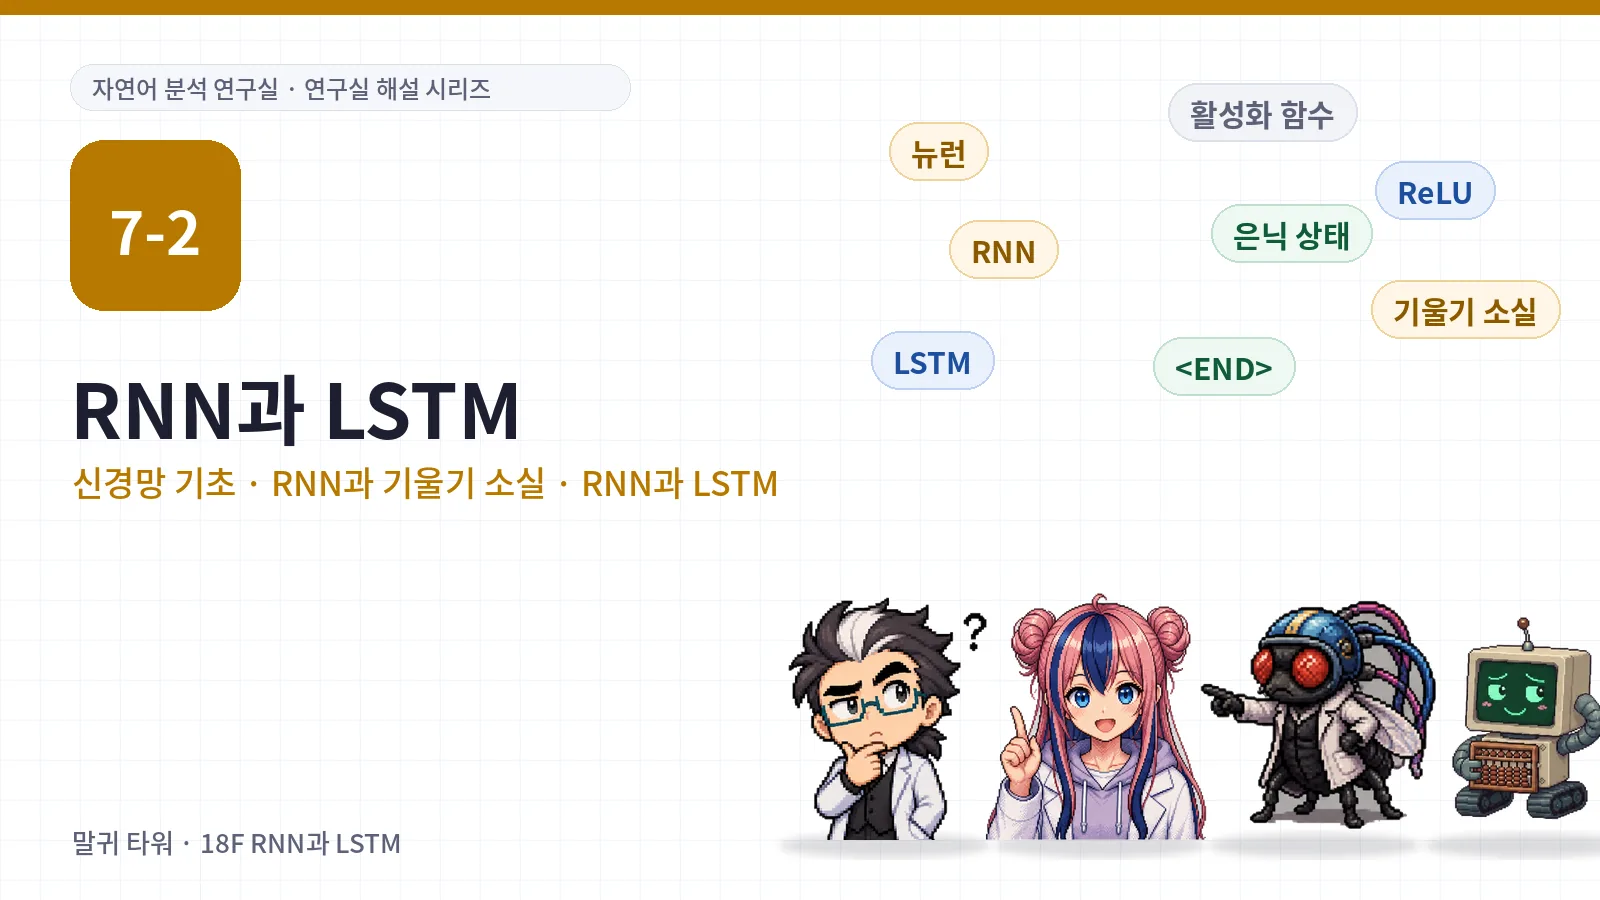 자연어 분석 연구실 · 연구실 해설 시리즈
7-2
RNN과 LSTM
신경망 기초 · RNN과 기울기 소실 · RNN과 LSTM
활성화 함수
뉴런
ReLU
은닉 상태
RNN
기울기 소실
LSTM
<END>
?
말귀 타워 · 18F RNN과 LSTM